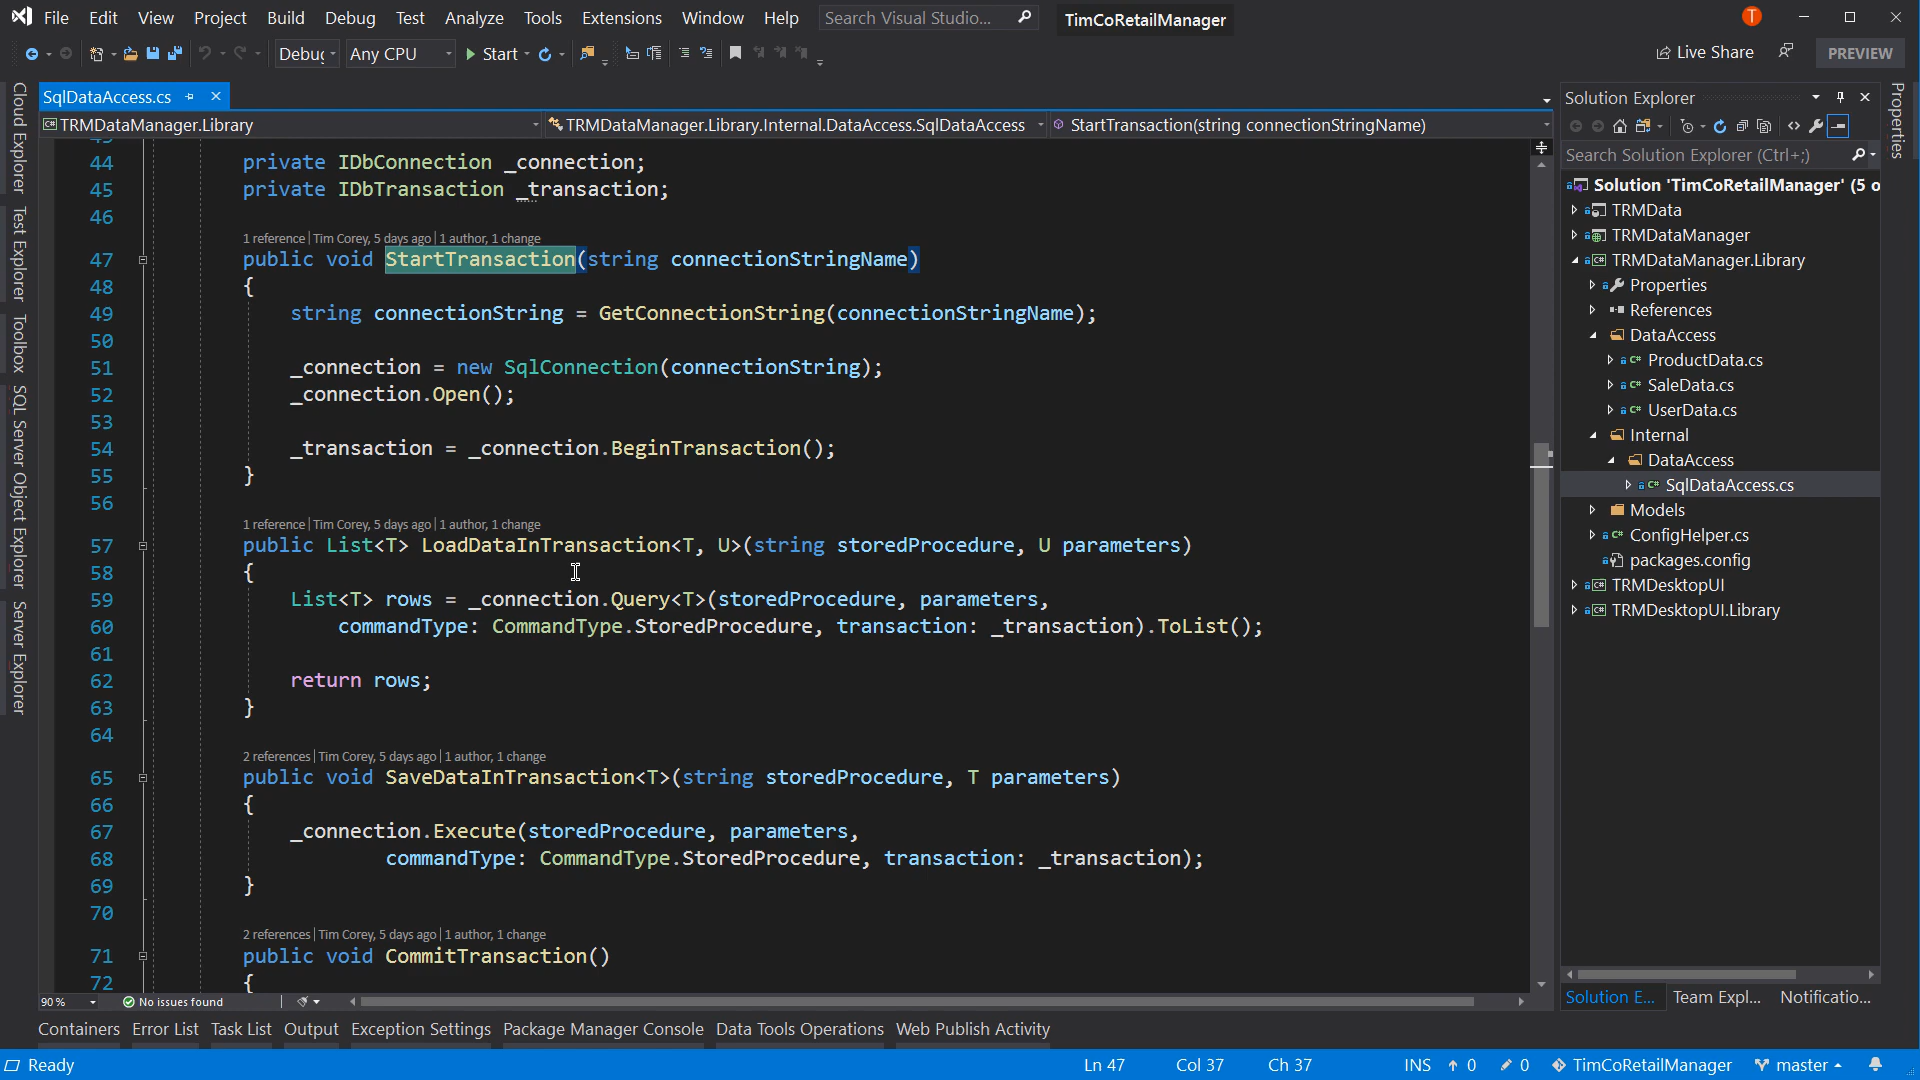 File Edit View Project Build Debug Test Analyze Tools Extensions Window Help Search Visual Studio... TimCoRetailManager T
Debug Any CPU Start Live Share PREVIEW
SqlDataAccess.cs
TRMDataManager.Library TRMDataManager.Library.Internal.DataAccess.SqlDataAccess StartTransaction(string connectionStringName)
44 private IDbConnection _connection;
45 private IDbTransaction _transaction;
46
1 reference | Tim Corey, 5 days ago | 1 author, 1 change
47 public void StartTransaction(string connectionStringName)
48 {
49 string connectionString = GetConnectionString(connectionStringName);
50
51 _connection = new SqlConnection(connectionString);
52 _connection.Open();
53
54 _transaction = _connection.BeginTransaction();
55 }
56
1 reference | Tim Corey, 5 days ago | 1 author, 1 change
57 public List<T> LoadDataInTransaction<T, U>(string storedProcedure, U parameters)
58 {
59 List<T> rows = _connection.Query<T>(storedProcedure, parameters,
60 commandType: CommandType.StoredProcedure, transaction: _transaction).ToList();
61
62 return rows;
63 }
64
2 references | Tim Corey, 5 days ago | 1 author, 1 change
65 public void SaveDataInTransaction<T>(string storedProcedure, T parameters)
66 {
67 _connection.Execute(storedProcedure, parameters,
68 commandType: CommandType.StoredProcedure, transaction: _transaction);
69 }
70
2 references | Tim Corey, 5 days ago | 1 author, 1 change
71 public void CommitTransaction()
72 {
90 % No issues found
Cloud Explorer
Test Explorer
Toolbox
SQL Server Object Explorer
Server Explorer
Solution Explorer
Search Solution Explorer (Ctrl+;)
Solution 'TimCoRetailManager' (5 o
TRMData
TRMDataManager
TRMDataManager.Library
Properties
References
DataAccess
ProductData.cs
SaleData.cs
UserData.cs
Internal
DataAccess
SqlDataAccess.cs
Models
ConfigHelper.cs
packages.config
TRMDesktopUI
TRMDesktopUI.Library
Solution E... Team Expl... Notificatio...
Properties
Containers Error List Task List Output Exception Settings Package Manager Console Data Tools Operations Web Publish Activity
Ready Ln 47 Col 37 Ch 37 INS 0 0 TimCoRetailManager master